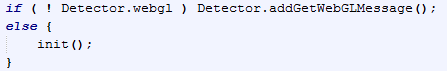 if ( ! Detector.webgl ) Detector.addGetWebGLMessage();
else {
    init();
}